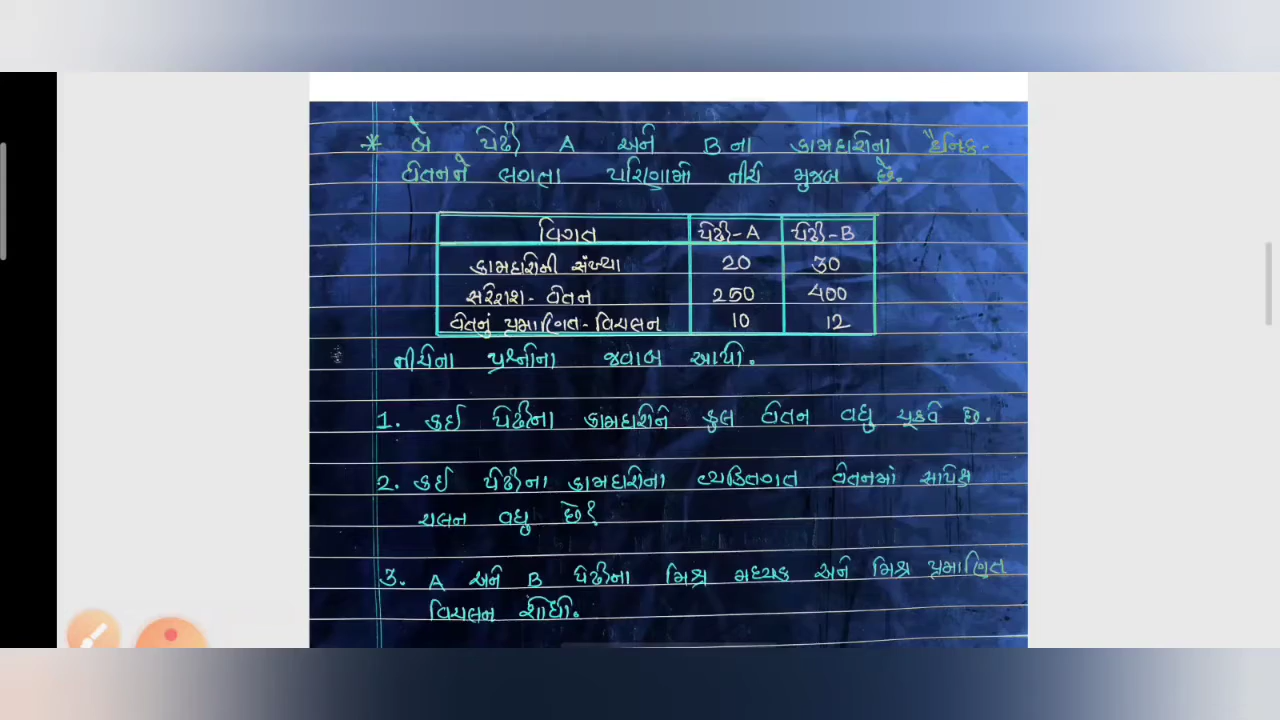 * બે પેઢી A અને B ના કામદારોના દૈનિક-
વેતનને લગતા પરિણામો નીચે મુજબ છે.
વિગત પેઢી-A પેઢી-B
કામદારોની સંખ્યા 20 30
સરેરાશ-વેતન 250 400
વેતનનું પ્રમાણિત-વિચલન 10 12
નીચેના પ્રશ્નોના જવાબ આપો.
1. કઈ પેઢીના કામદારોને કુલ વેતન વધુ ચૂકવે છે.
2. કઈ પેઢીના કામદારોના વ્યકિતગત વેતનમાં સાપેક્ષ
ચલન વધુ છે?
3. A અને B પેઢીના મિશ્ર મધ્યક અને મિશ્ર પ્રમાણિત
વિચલન શોધો.